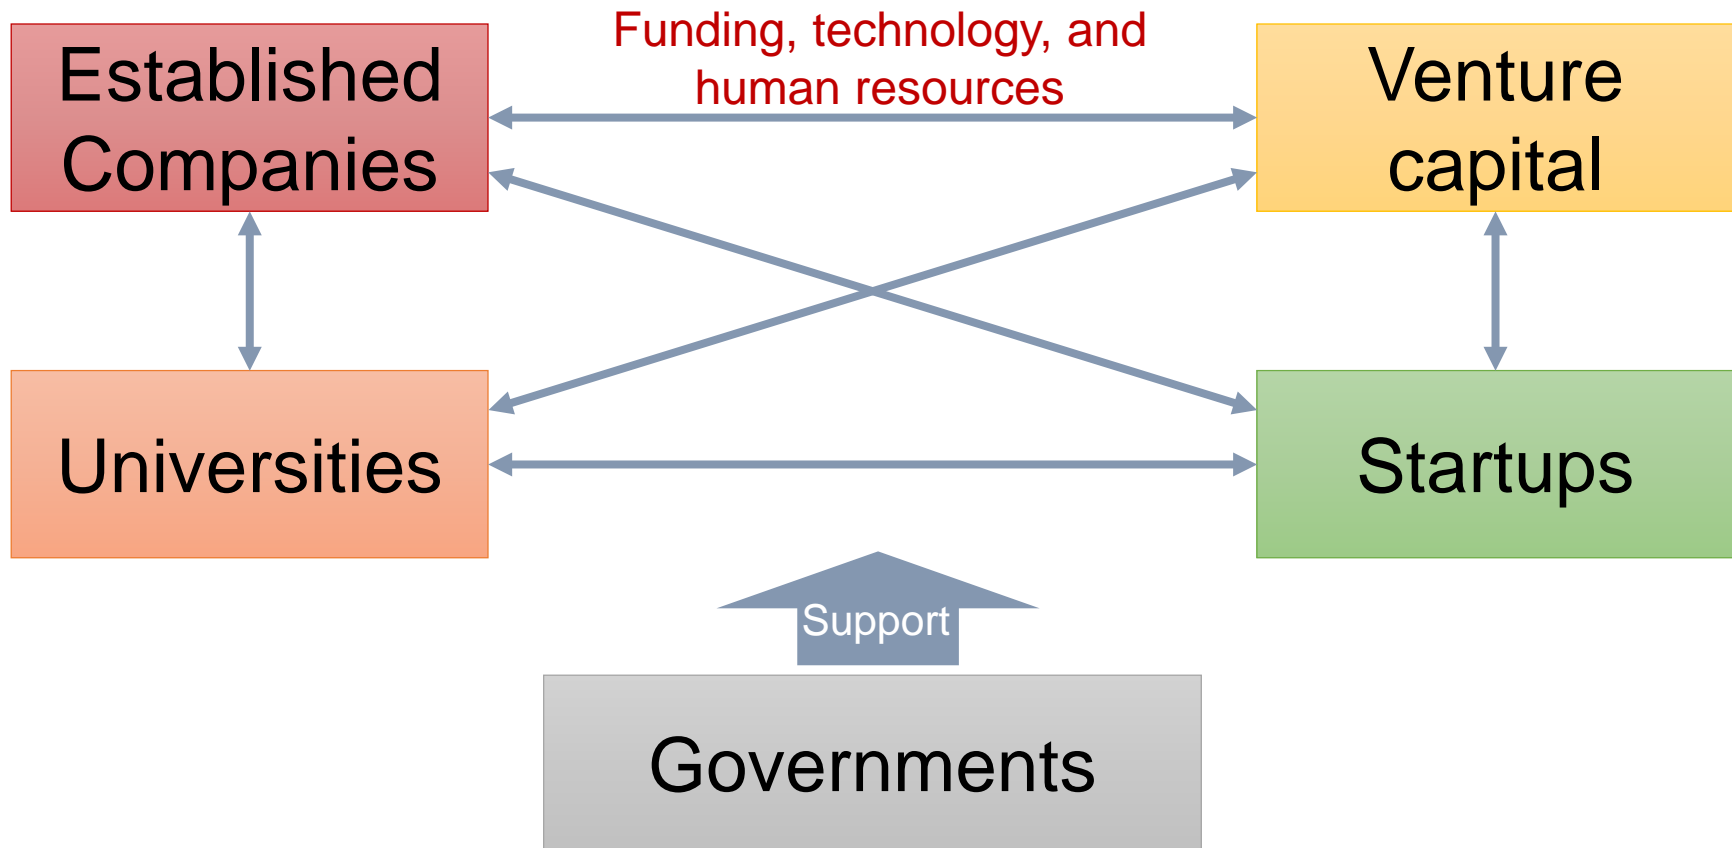 Established
Companies
Funding, technology, and
human resources
Venture
capital
Universities
Startups
Support
Governments